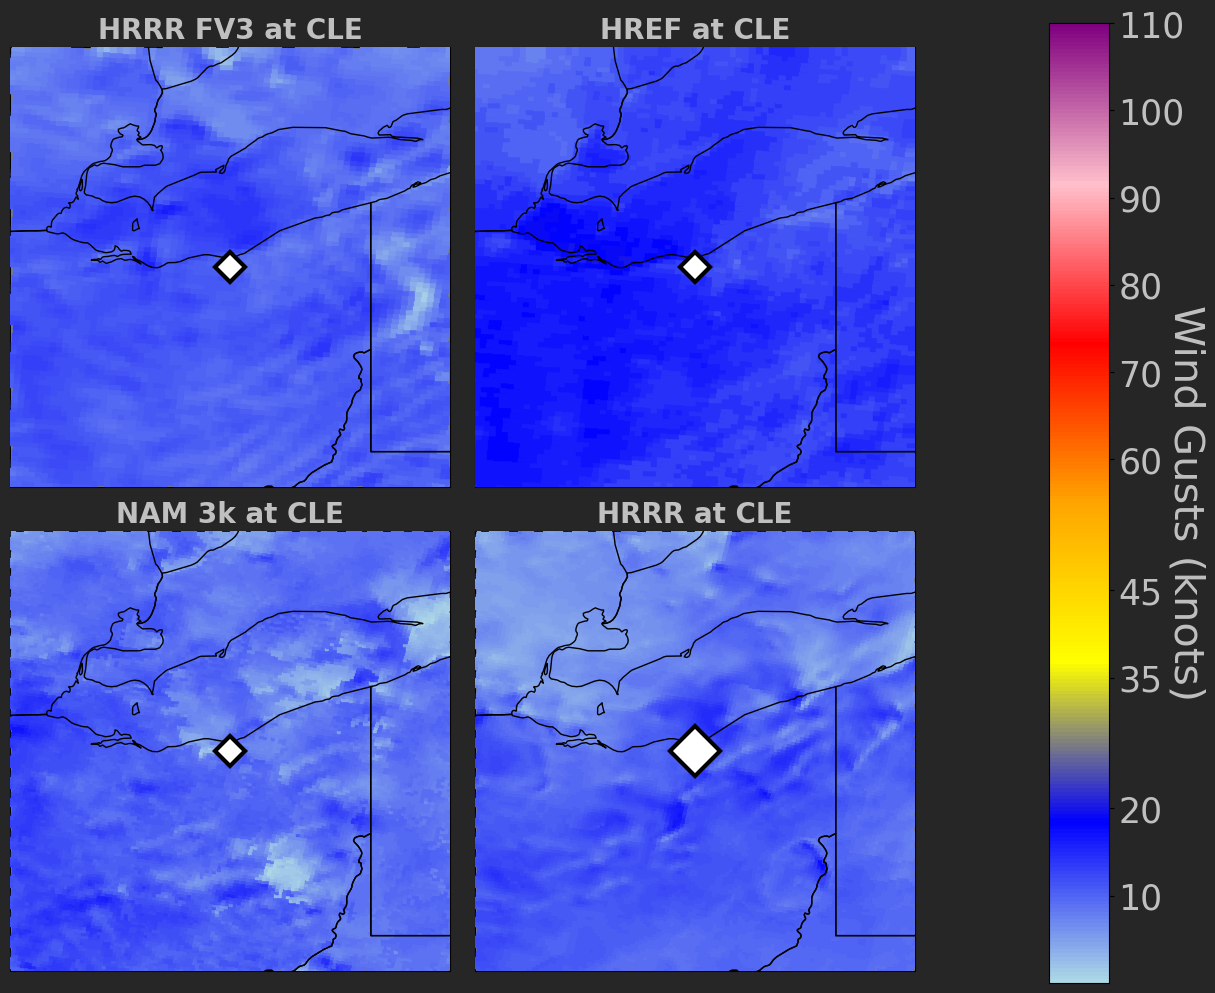 HRRR FV3 at CLE
HREF at CLE
NAM 3k at CLE
HRRR at CLE
110
100
90
80
70
60
45
35
20
10
Wind Gusts (knots)